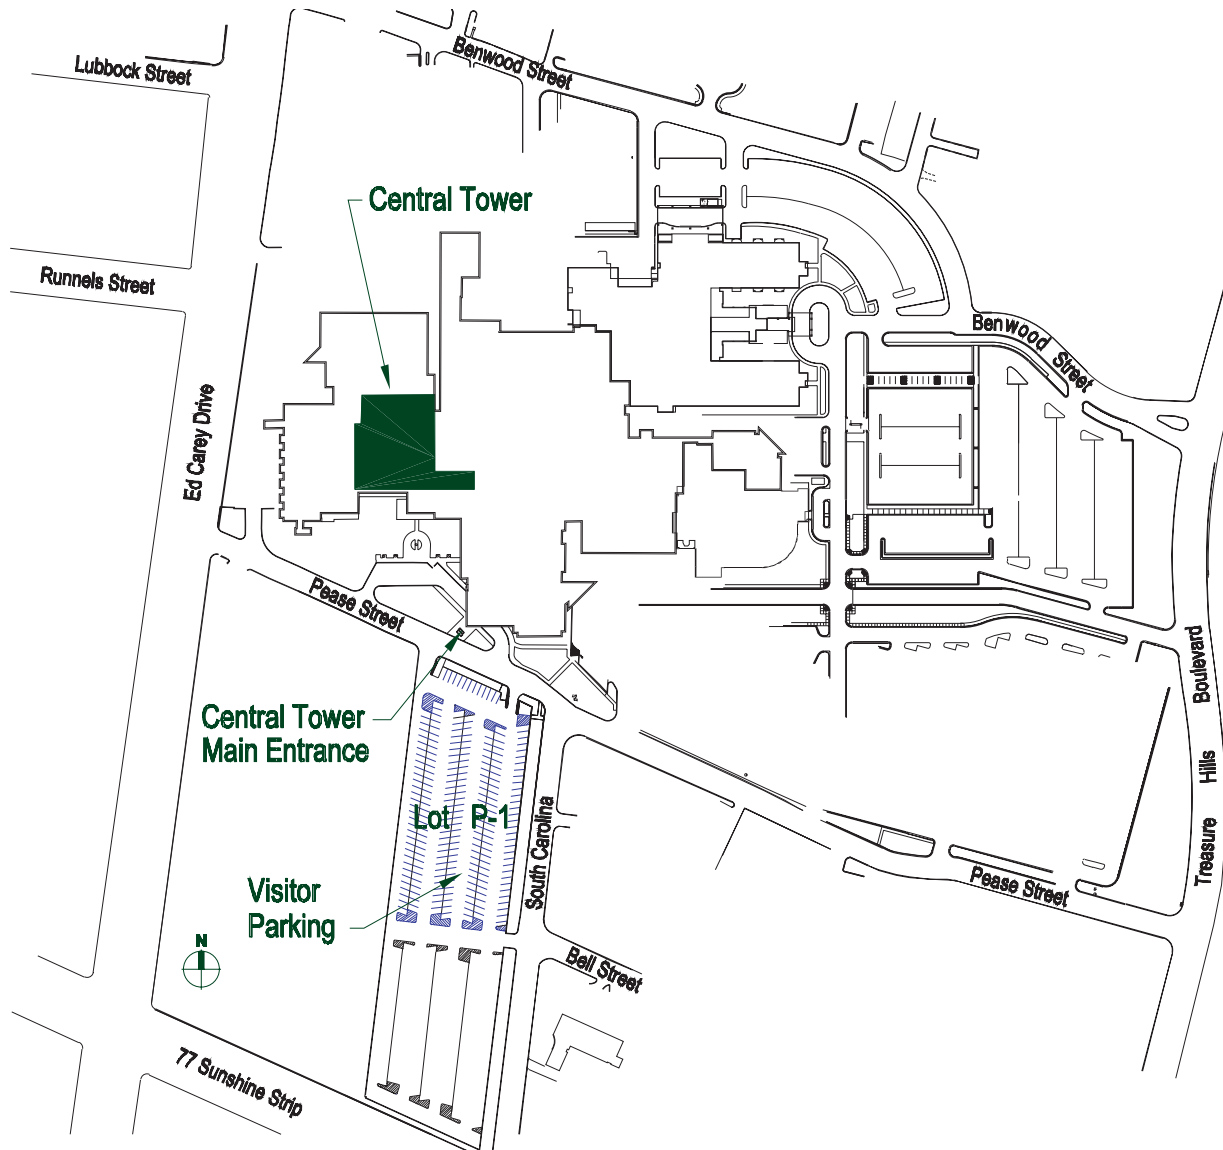 Lubbock Street
Benwood Street
Central Tower
Runnels Street
Benwood Street
Ed Carey Drive
Pease Street
Central Tower
Main Entrance
Lot P-1
South Carolina
Visitor
Parking
Treasure Hills Boulevard
Pease Street
N
Bell Street
77 Sunshine Strip